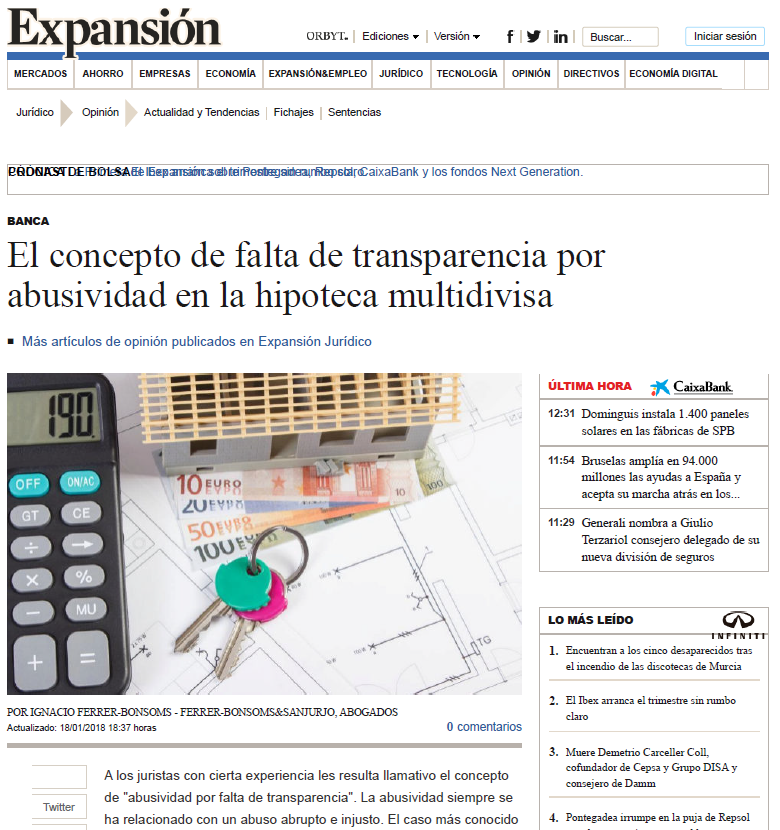 Expansión
ORBYT. Ediciones Versión Buscar... Iniciar sesión
MERCADOS AHORRO EMPRESAS ECONOMÍA EXPANSIÓN&EMPLEO JURÍDICO TECNOLOGÍA OPINIÓN DIRECTIVOS ECONOMÍA DIGITAL
Jurídico Opinión Actualidad y Tendencias Fichajes Sentencias
CaixaBank y los fondos Next Generation.
BANCA
El concepto de falta de transparencia por
abusividad en la hipoteca multidivisa
Más artículos de opinión publicados en Expansión Jurídico
190.
OFF ON/AC
GT CE
÷ →
× %
− MU
+ =
10 EURO
20 EURO
50 EURO
100 EURO
10
100
TG
POR IGNACIO FERRER-BONSOMS - FERRER-BONSOMS&SANJURJO, ABOGADOS
Actualizado: 18/01/2018 18:37 horas
0 comentarios
Twitter
A los juristas con cierta experiencia les resulta llamativo el concepto
de "abusividad por falta de transparencia". La abusividad siempre se
ha relacionado con un abuso abrupto e injusto. El caso más conocido
ÚLTIMA HORA CaixaBank
12:31 Dominguis instala 1.400 paneles
solares en las fábricas de SPB
11:54 Bruselas amplía en 94.000
millones las ayudas a España y
acepta su marcha atrás en los...
11:29 Generali nombra a Giulio
Terzariol consejero delegado de su
nueva división de seguros
LO MÁS LEÍDO
INFINITI
1. Encuentran a los cinco desaparecidos tras
el incendio de las discotecas de Murcia
2. El Ibex arranca el trimestre sin rumbo
claro
3. Muere Demetrio Carceller Coll,
cofundador de Cepsa y Grupo DISA y
consejero de Damm
4. Pontegadea irrumpe en la puja de Repsol